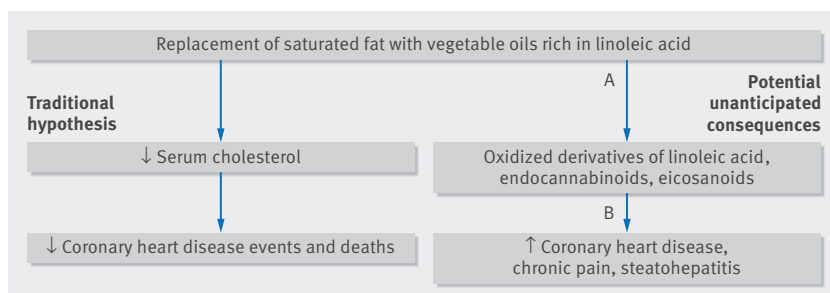 Replacement of saturated fat with vegetable oils rich in linoleic acid
Traditional
hypothesis
A
Potential
unanticipated
consequences
↓ Serum cholesterol
Oxidized derivatives of linoleic acid,
endocannabinoids, eicosanoids
B
↓ Coronary heart disease events and deaths
↑ Coronary heart disease,
chronic pain, steatohepatitis